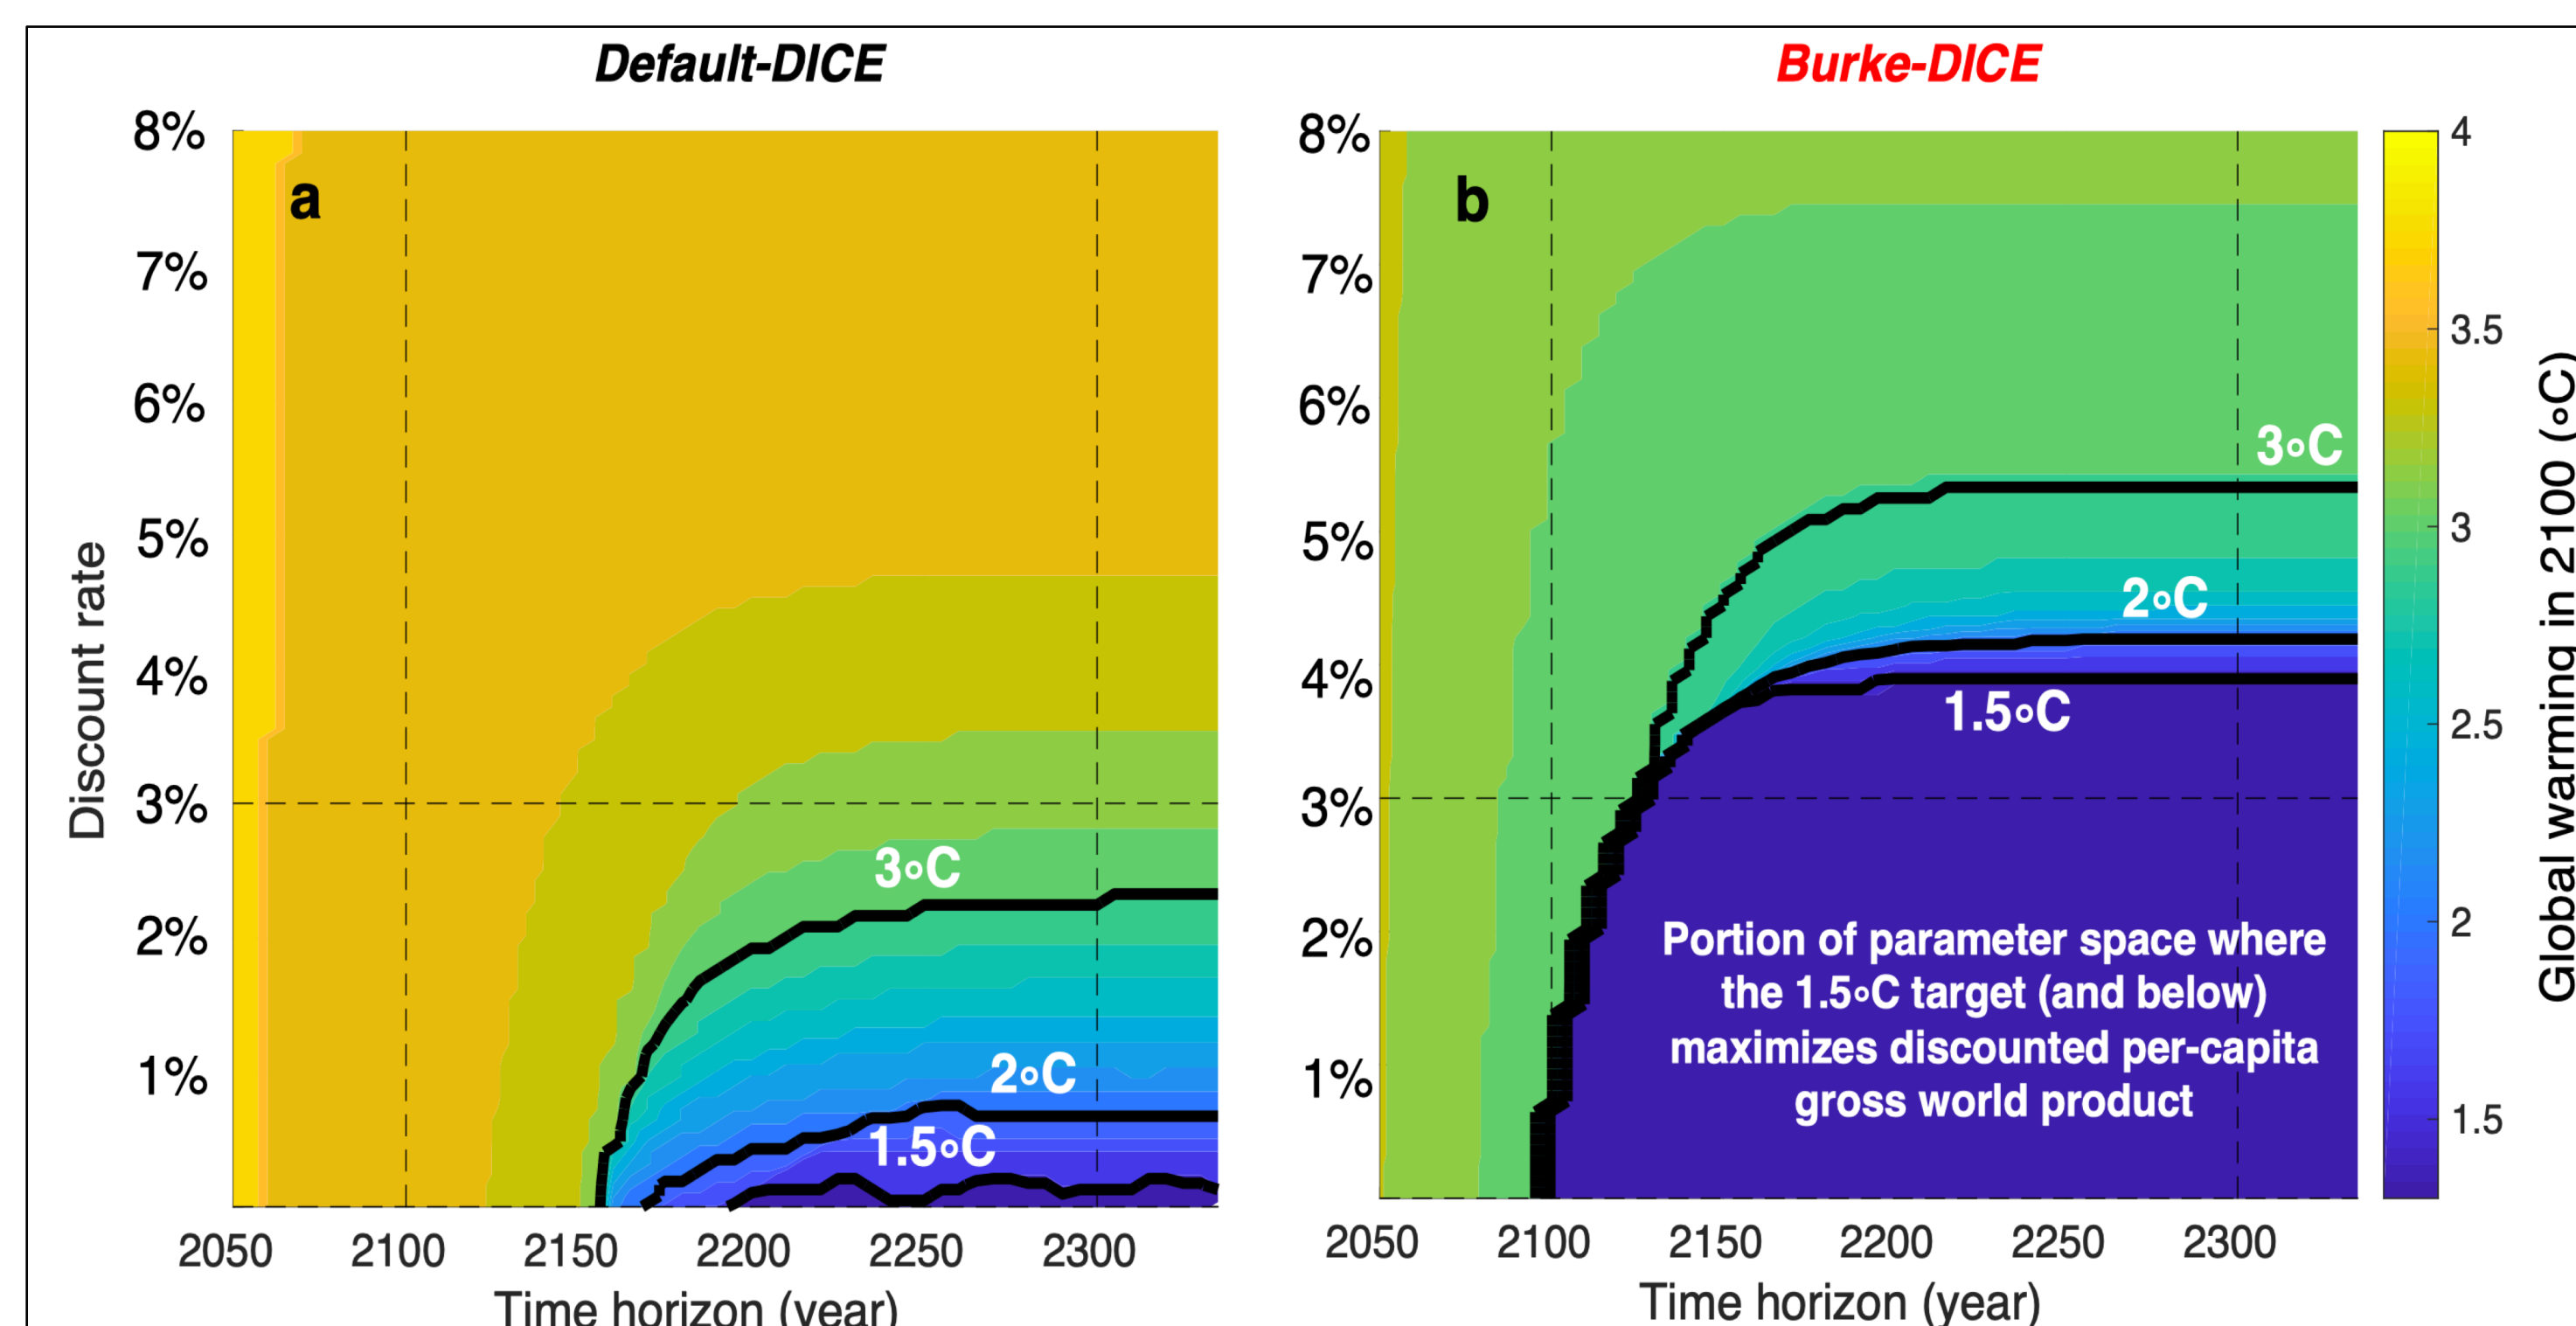 Default-DICE
Burke-DICE
8%
7%
6%
5%
4%
3%
2%
1%
Discount rate
a
3∘C
2∘C
1.5∘C
2050 2100 2150 2200 2250 2300
Time horizon (year)
8%
7%
6%
5%
4%
3%
2%
1%
b
3∘C
2∘C
1.5∘C
Portion of parameter space where
the 1.5∘C target (and below)
maximizes discounted per-capita
gross world product
2050 2100 2150 2200 2250 2300
Time horizon (year)
4
3.5
3
2.5
2
1.5
Global warming in 2100 (∘C)